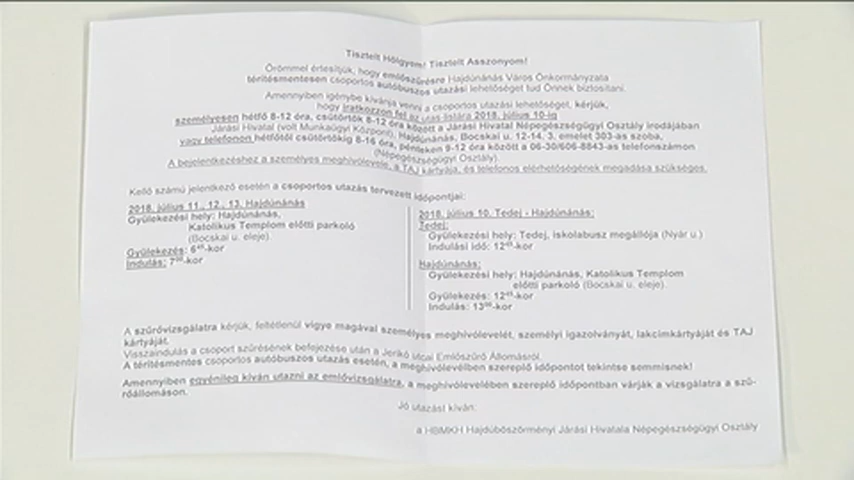 Tisztelt Hölgyem! Tisztelt Asszonyom!
Örömmel értesítjük, hogy emlőszűrésre Hajdúnánás Város Önkormányzata
térítésmentesen csoportos autóbuszos utazási lehetőséget tud Önnek biztosítani.
Amennyiben igénybe kívánja venni a csoportos utazási lehetőséget, kérjük,
hogy iratkozzon fel az utas-listára 2018. július 10-ig
személyesen hétfő 8-12 óra, csütörtök 8-12 óra között a Járási Hivatal Népegészségügyi Osztály irodájában
Járási Hivatal (volt Munkaügyi Központ), Hajdúnánás, Bocskai u. 12-14. 3. emelet 303-as szoba,
vagy telefonon hétfőtől csütörtökig 8-16 óra, pénteken 8-12 óra között a 06-30/606-8843-as telefonszámon
(Népegészségügyi Osztály).
A bejelentkezéshez a személyes meghívólevele, a TAJ kártyája, és telefonos elérhetőségének megadása szükséges.
Kellő számú jelentkező esetén a csoportos utazás tervezett időpontjai:
2018. július 11., 12., 13. Hajdúnánás
Gyülekezési hely: Hajdúnánás,
Katolikus Templom előtti parkoló
(Bocskai u. eleje).
Gyülekezés: 6⁴⁵-kor
Indulás: 7⁰⁰-kor
2018. július 10. Tedej - Hajdúnánás:
Tedej:
Gyülekezési hely: Tedej, iskolabusz megállója (Nyár u.)
Indulási idő: 12⁴⁵-kor
Hajdúnánás:
Gyülekezési hely: Hajdúnánás, Katolikus Templom
előtti parkoló (Bocskai u. eleje).
Gyülekezés: 12⁴⁵-kor
Indulás: 13⁰⁰-kor
A szűrővizsgálatra kérjük, feltétlenül vigye magával személyes meghívólevelét, személyi igazolványát, lakcímkártyáját és TAJ
kártyáját.
Visszaindulás a csoport szűrésének befejezése után a Jerikó utcai Emlőszűrő Állomásról.
A térítésmentes csoportos autóbuszos utazás esetén, a meghívólevélben szereplő időpontot tekintse semmisnek!
Amennyiben egyénileg kíván utazni az emlővizsgálatra, a meghívólevelében szereplő időpontban várják a vizsgálatra a szű-
rőállomáson.
Jó utazást kíván:
a HBMKH Hajdúböszörményi Járási Hivatala Népegészségügyi Osztály